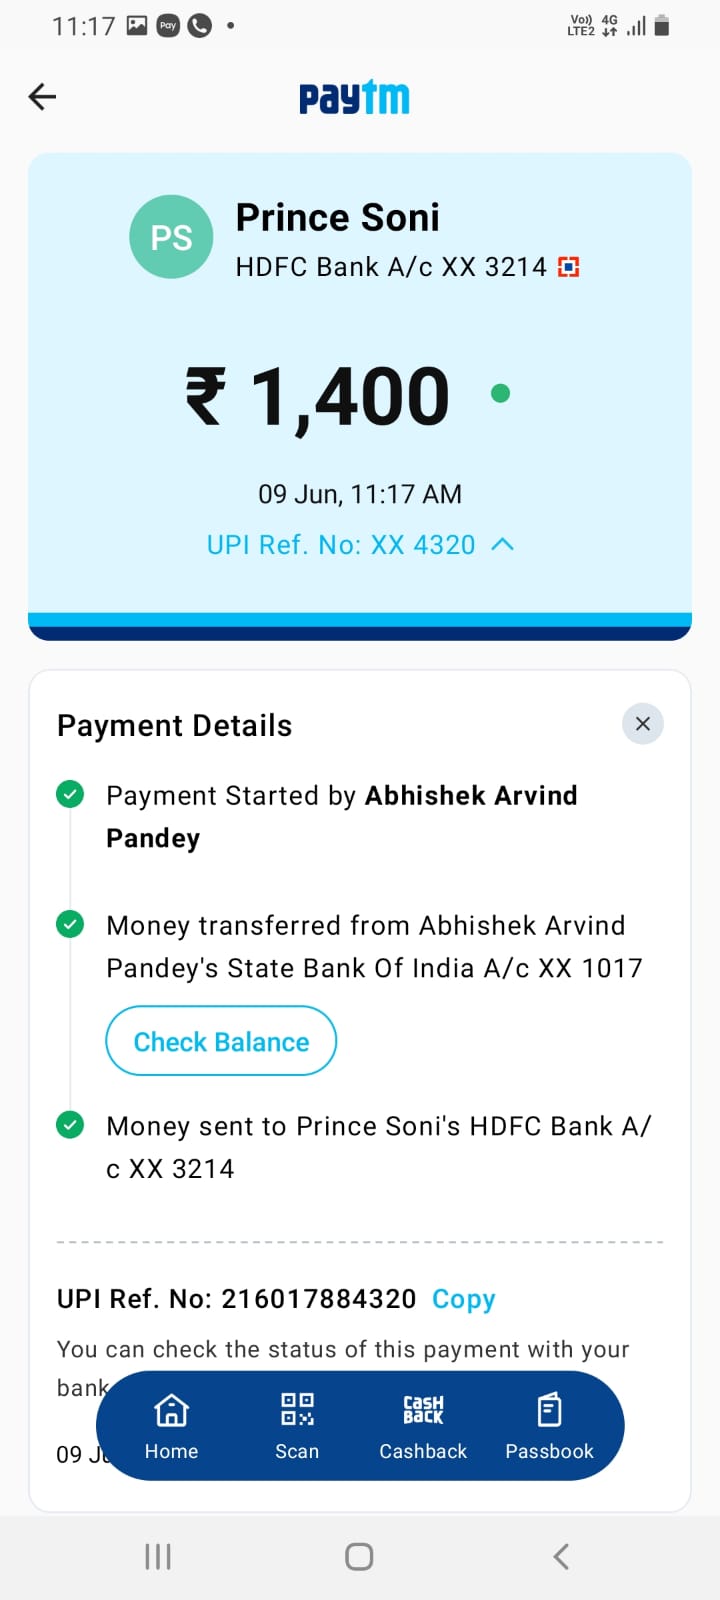 11:17 Pay Vo)) 4G
LTE2
paytm
PS Prince Soni
HDFC Bank A/c XX 3214
₹ 1,400
09 Jun, 11:17 AM
UPI Ref. No: XX 4320
Payment Details
Payment Started by Abhishek Arvind
Pandey
Money transferred from Abhishek Arvind
Pandey's State Bank Of India A/c XX 1017
Check Balance
Money sent to Prince Soni's HDFC Bank A/
c XX 3214
UPI Ref. No: 216017884320 Copy
You can check the status of this payment with your
bank
CASH BACK
Home Scan Cashback Passbook
09